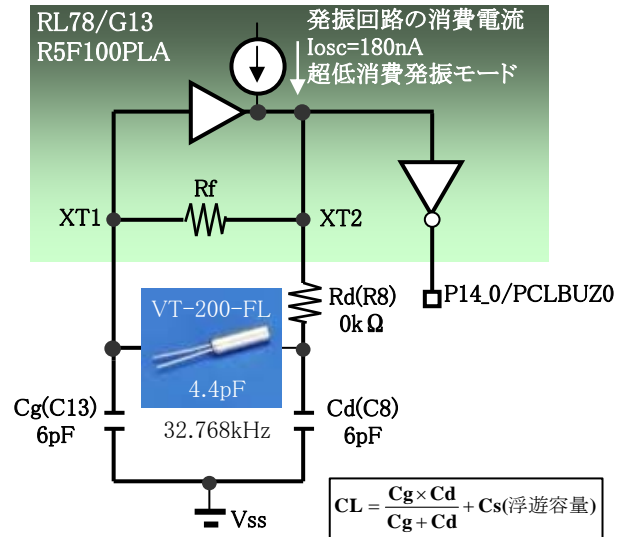 RL78/G13
R5F100PLA
発振回路の消費電流
Iosc=180nA
超低消費発振モード
Rf
XT1
XT2
Rd(R8)
0kΩ
P14_0/PCLBUZ0
VT-200-FL
4.4pF
Cg(C13)
6pF
32.768kHz
Cd(C8)
6pF
Vss
CL = Cg×Cd / Cg+Cd + Cs(浮遊容量)